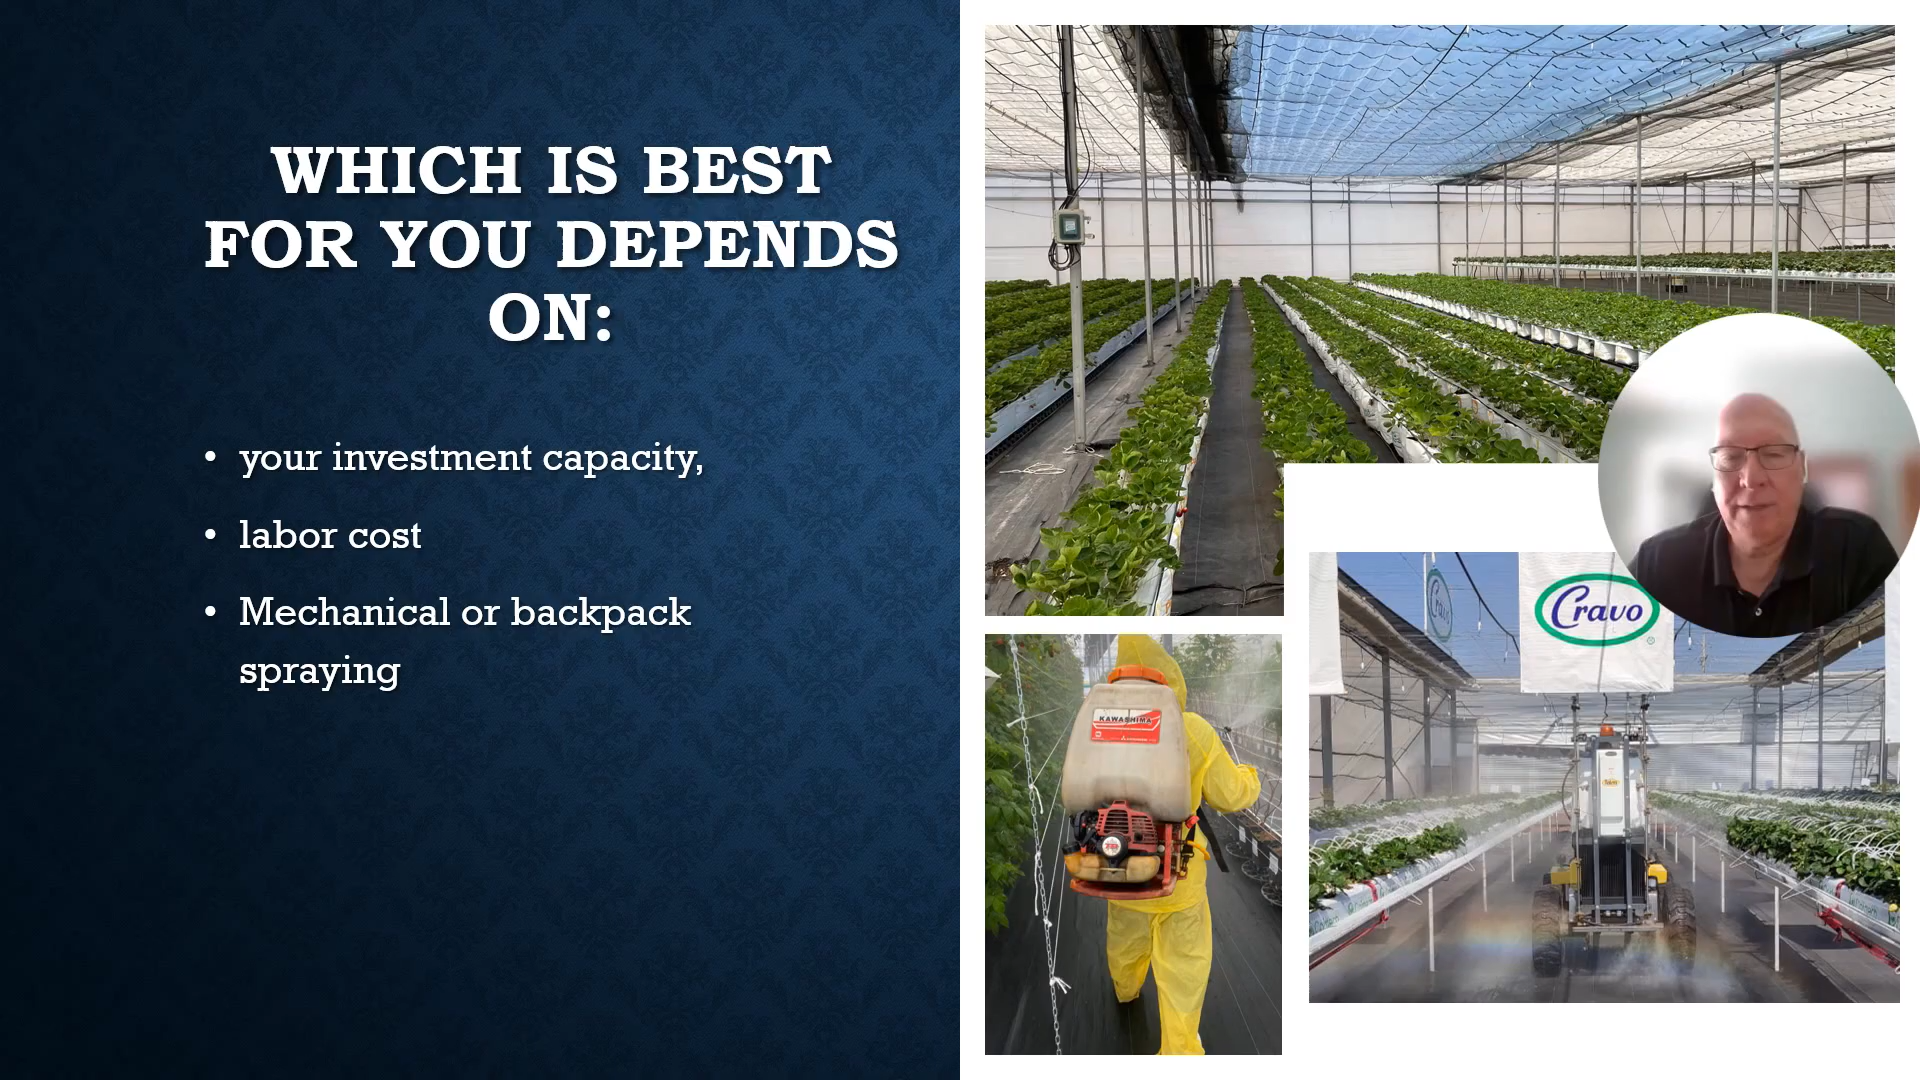 WHICH IS BEST
FOR YOU DEPENDS
ON:
• your investment capacity,
• labor cost
• Mechanical or backpack
spraying
Cravo
KAWASHIMA